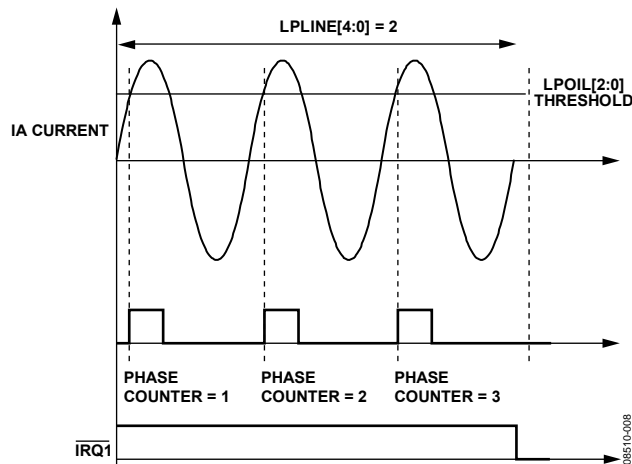 LPLINE[4:0] = 2
LPOIL[2:0]
THRESHOLD
IA CURRENT
PHASE
COUNTER = 1
PHASE
COUNTER = 2
PHASE
COUNTER = 3
IRQ1
08510-008